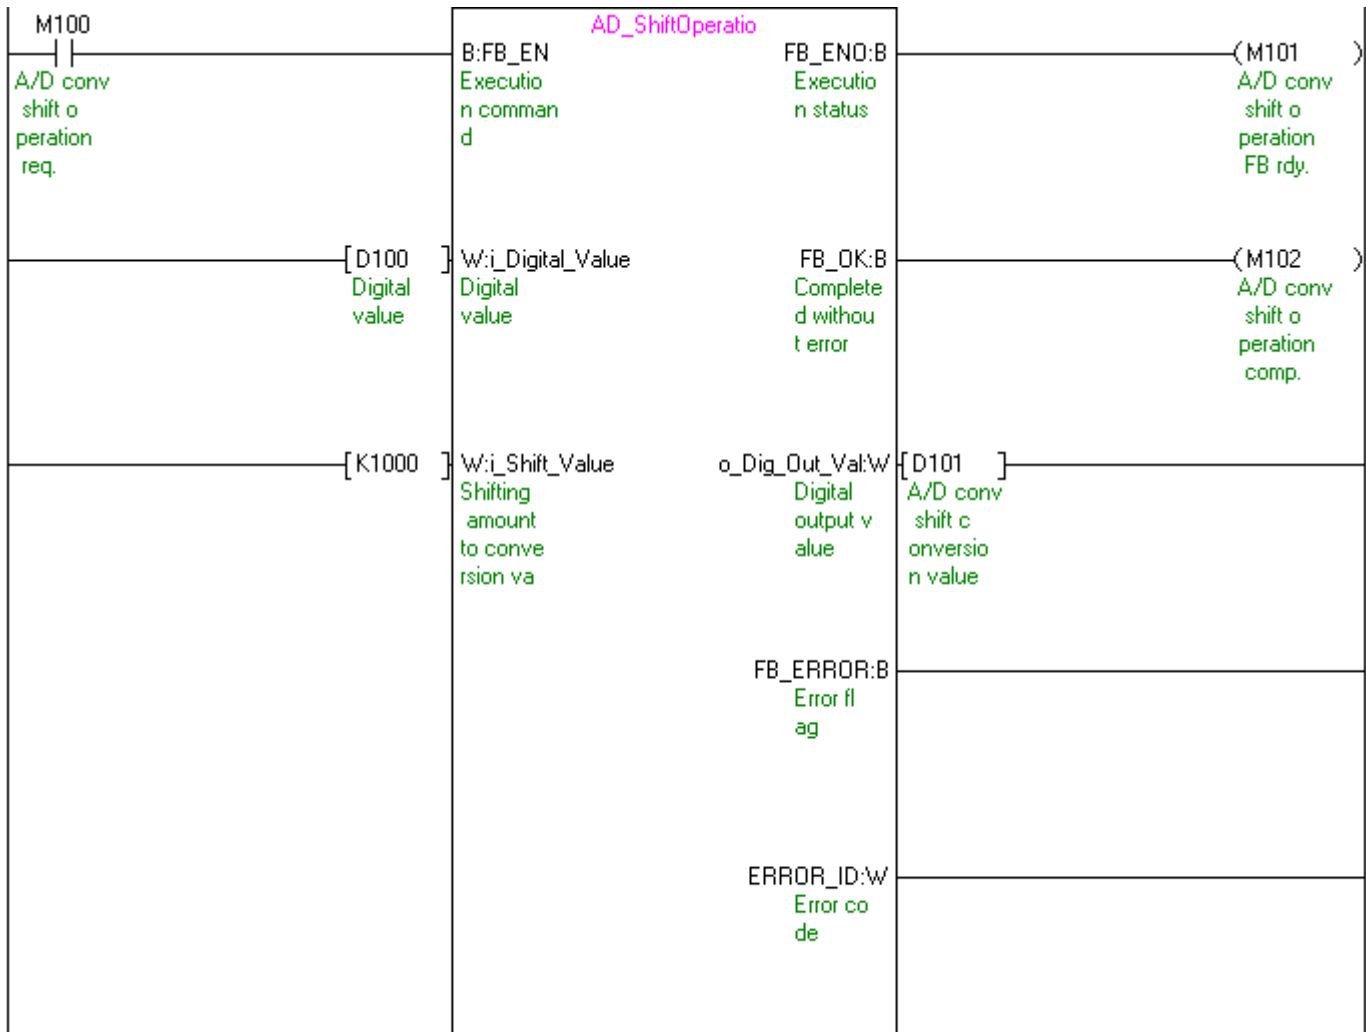 M100
AD_ShiftOperatio
B:FB_EN
FB_ENO:B
(M101 )
A/D conv
shift o
peration
req.
Executio
n comman
d
Executio
n status
A/D conv
shift o
peration
FB rdy.
[D100 ]
W:i_Digital_Value
FB_OK:B
(M102 )
Digital
value
Digital
value
Complete
d withou
t error
A/D conv
shift o
peration
comp.
[K1000 ]
W:i_Shift_Value
o_Dig_Out_Val:W
[D101 ]
Shifting
amount
to conve
rsion va
Digital
output v
alue
A/D conv
shift c
onversio
n value
FB_ERROR:B
Error fl
ag
ERROR_ID:W
Error co
de